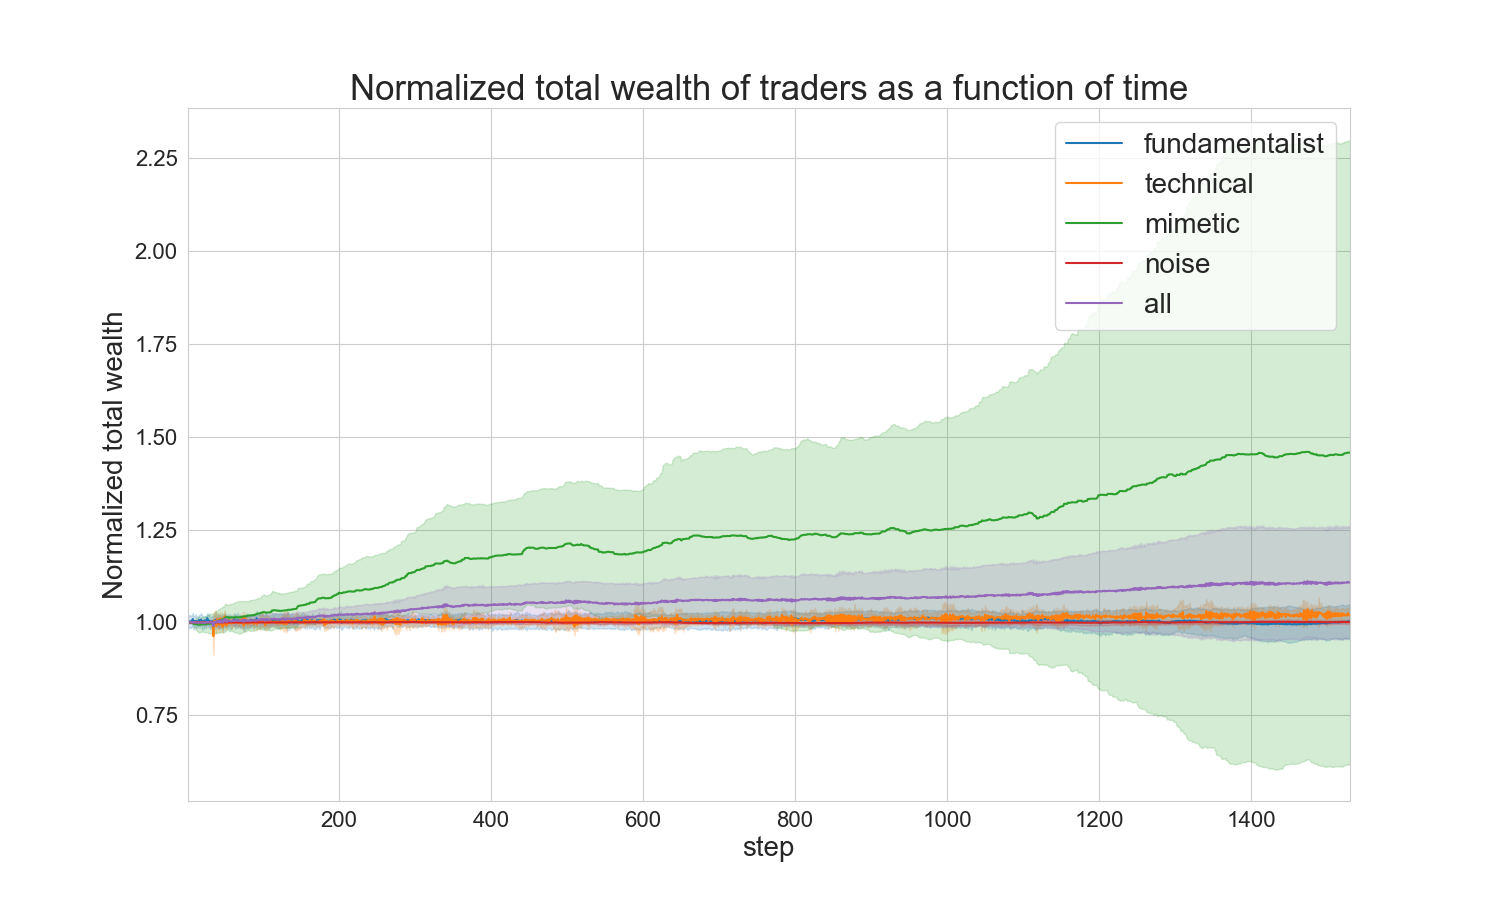 Normalized total wealth of traders as a function of time
fundamentalist
technical
mimetic
noise
all
Normalized total wealth
2.25
2.00
1.75
1.50
1.25
1.00
0.75
200 400 600 800 1000 1200 1400
step